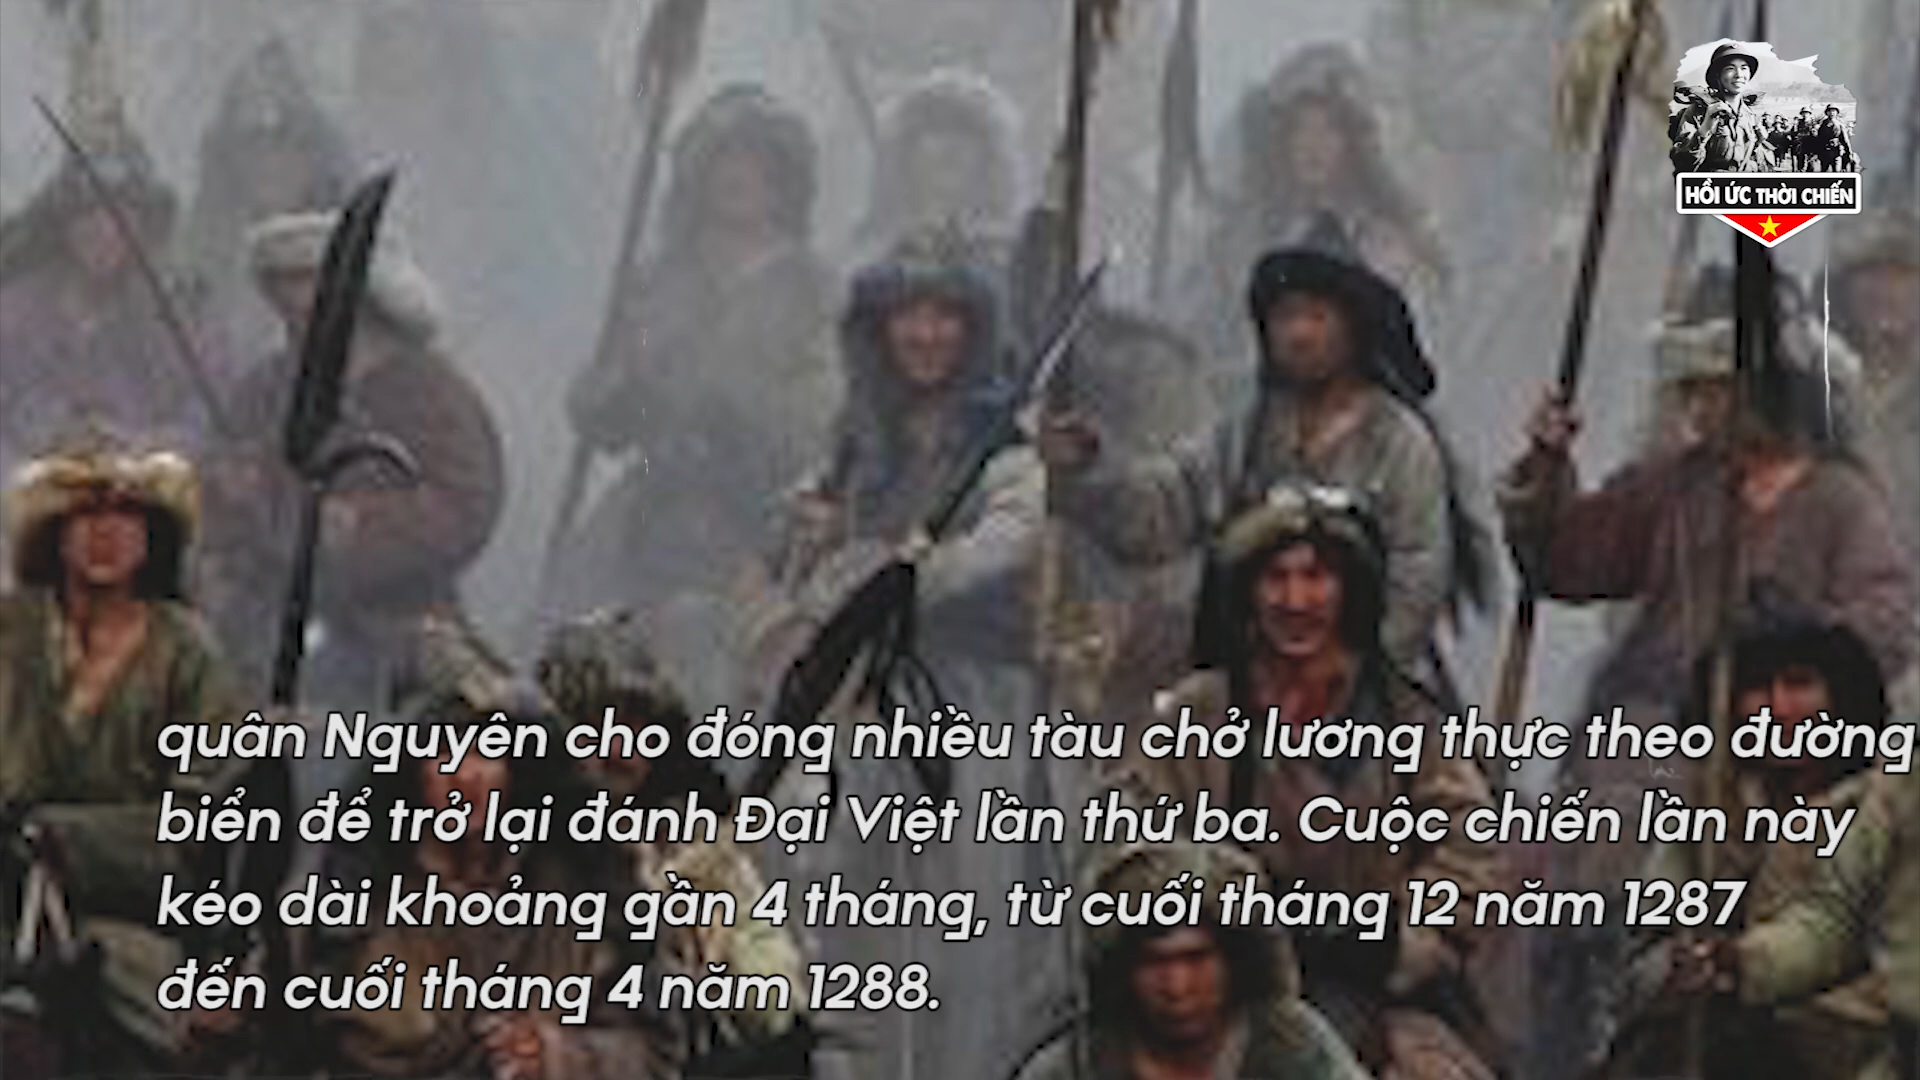 HỒI ỨC THỜI CHIẾN
quân Nguyên cho đóng nhiều tàu chở lương thực theo đường
biển để trở lại đánh Đại Việt lần thứ ba. Cuộc chiến lần này
kéo dài khoảng gần 4 tháng, từ cuối tháng 12 năm 1287
đến cuối tháng 4 năm 1288.